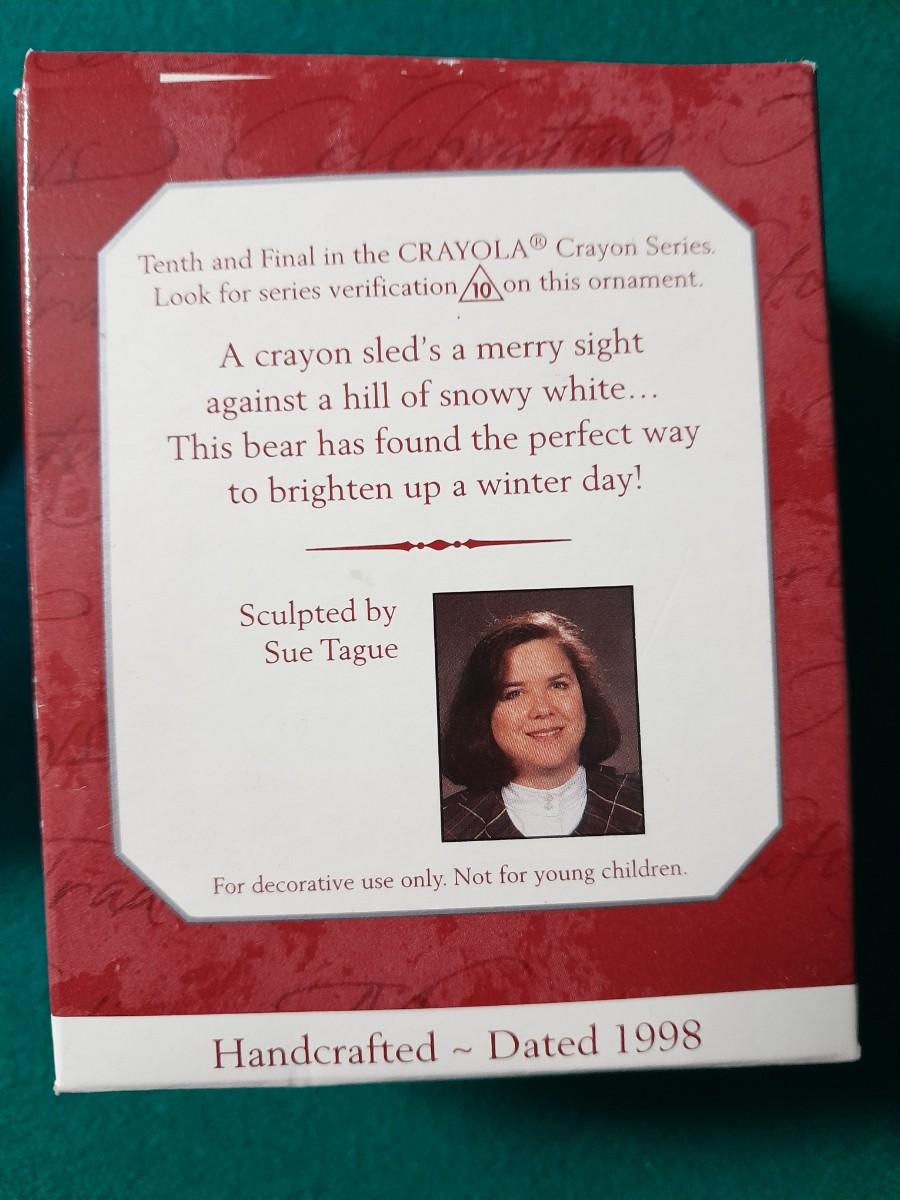 Celebrating
Tenth and Final in the CRAYOLA® Crayon Series.
Look for series verification 10 on this ornament.
A crayon sled's a merry sight
against a hill of snowy white...
This bear has found the perfect way
to brighten up a winter day!
Sculpted by
Sue Tague
For decorative use only. Not for young children.
Handcrafted ~ Dated 1998